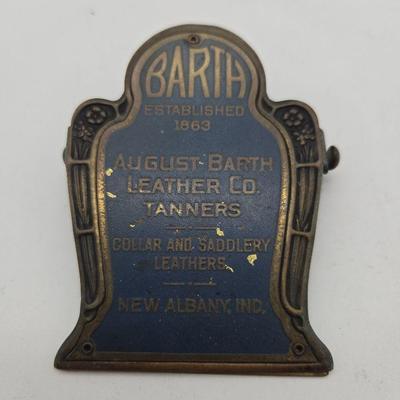 BARTH
ESTABLISHED
1863
AUGUST BARTH
LEATHER CO.
TANNERS
COLLAR AND SADDLERY
LEATHERS
NEW ALBANY, IND.